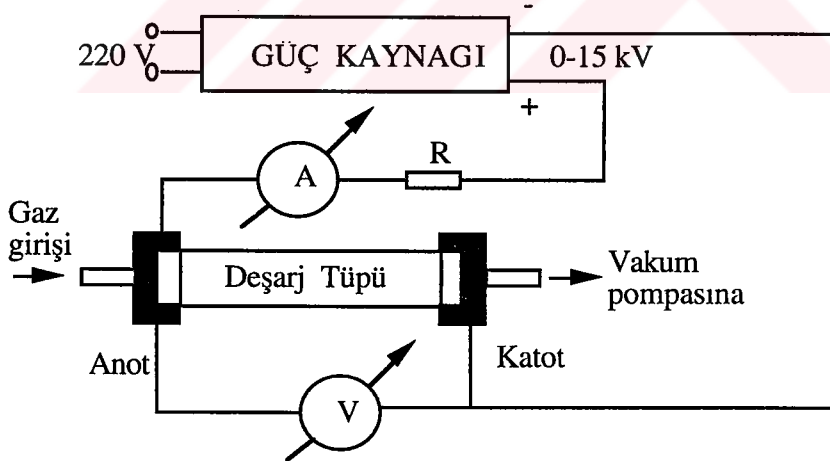 -
220 V
GÜÇ KAYNAGI
0-15 kV
+
R
A
Gaz
girişi
Deşarj Tüpü
Vakum
pompasına
Anot
Katot
V